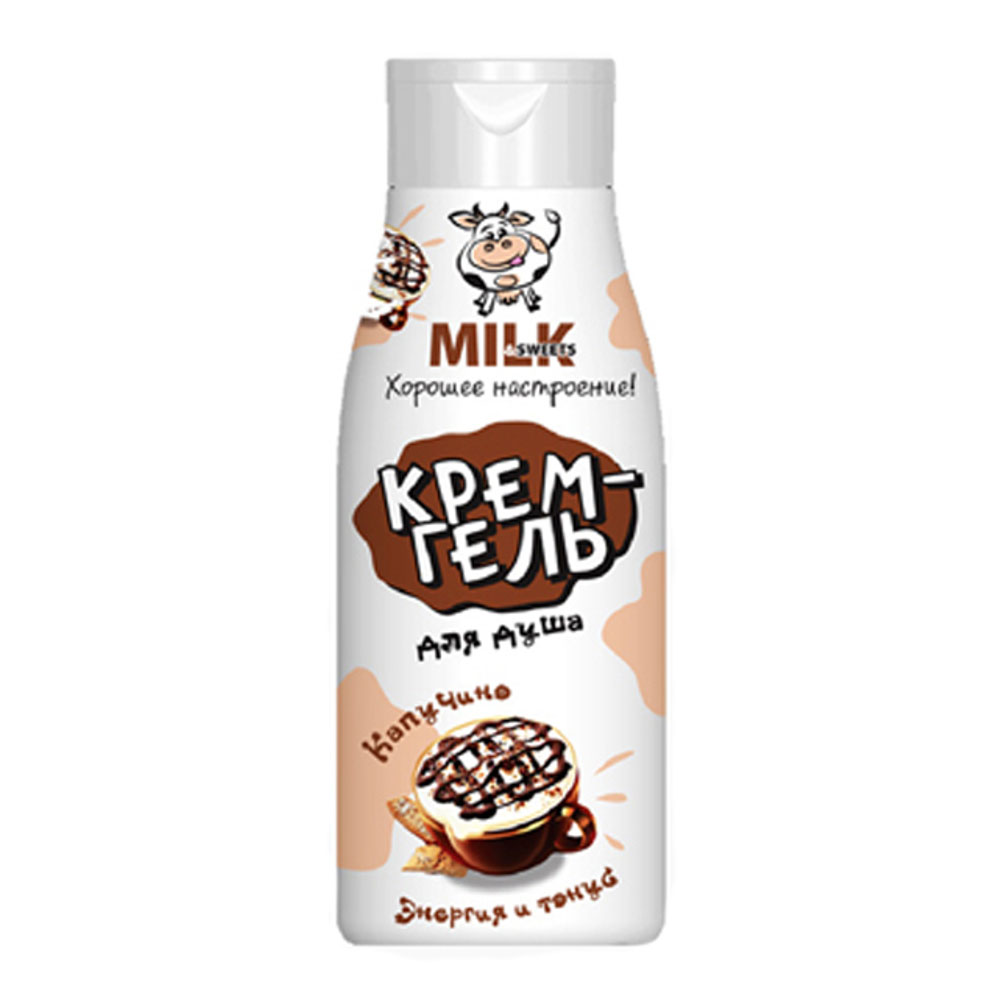 MILK
& SWEETS
Хорошее настроение!
КРЕМ-
ГЕЛЬ
для душа
Капучино
Энергия и тонус